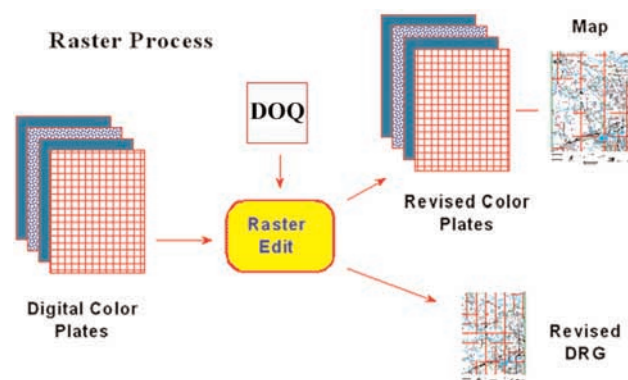 Raster Process
Map
DOQ
Revised Color
Plates
Raster
Edit
Digital Color
Plates
Revised
DRG